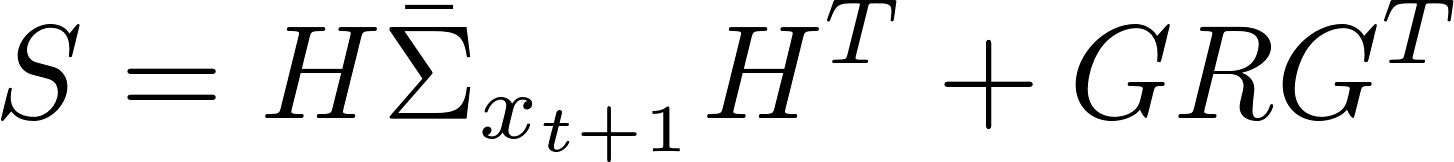 $S = H\bar{\Sigma}_{x_{t+1}}H^T + GRG^T$